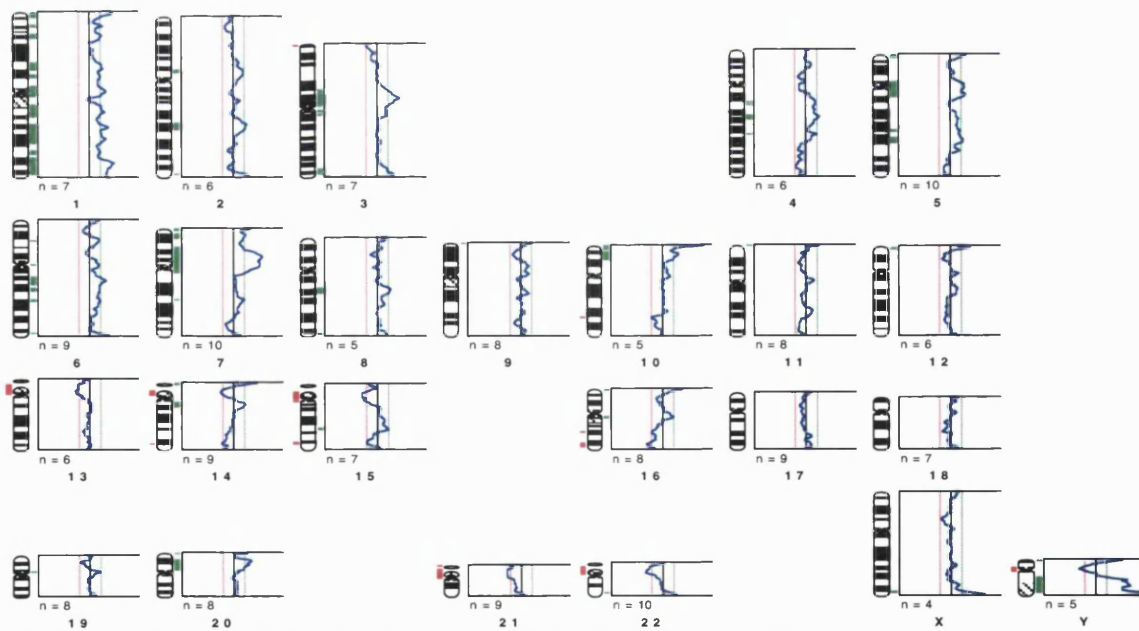 n = 7
n = 6
n = 7
n = 6
n = 10
1
2
3
4
5
n = 9
n = 10
n = 5
n = 8
n = 5
n = 8
n = 6
6
7
8
9
10
11
12
n = 6
n = 9
n = 7
n = 8
n = 9
n = 7
13
14
15
16
17
18
n = 8
n = 8
n = 9
n = 10
n = 4
n = 5
19
20
21
22
X
Y